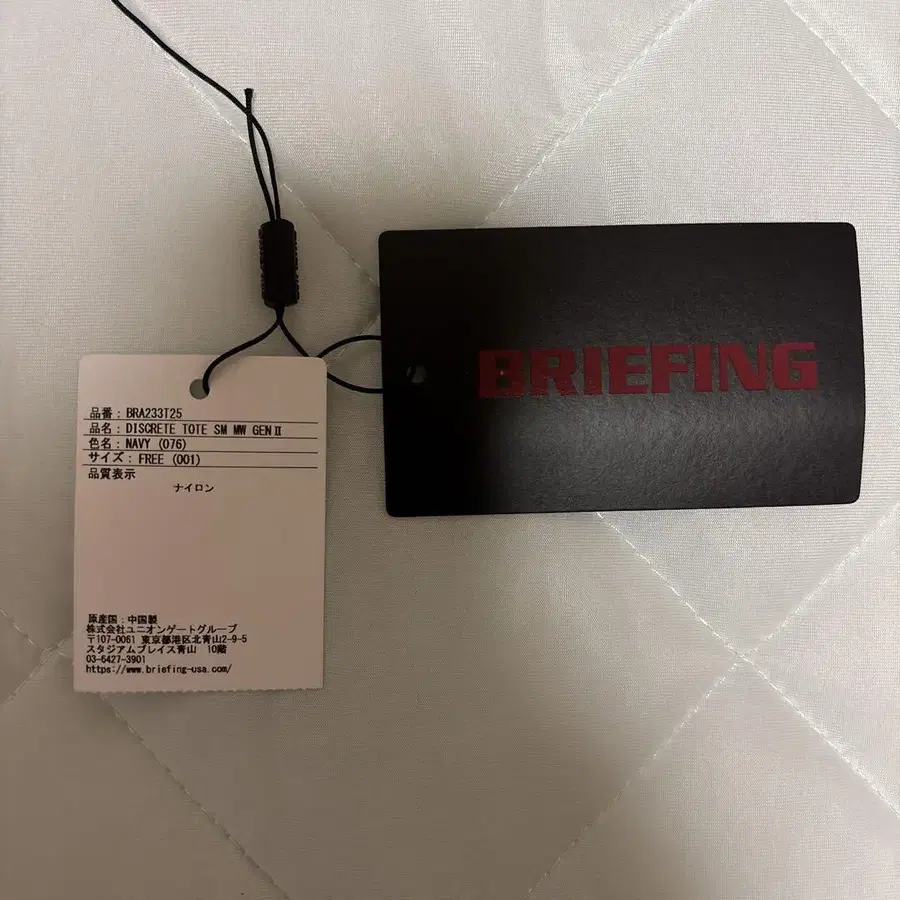 BRIEFING
品番：BRA233T25
品名：DISCRETE TOTE SM MW GENⅡ
色名：NAVY (076)
サイズ：FREE (001)
品質表示
ナイロン
原産国：中国製
株式会社ユニオンゲートグループ
〒107-0061 東京都港区北青山2-9-5
スタジアムプレイス青山　10階
03-6427-3901
https://www.briefing-usa.com/